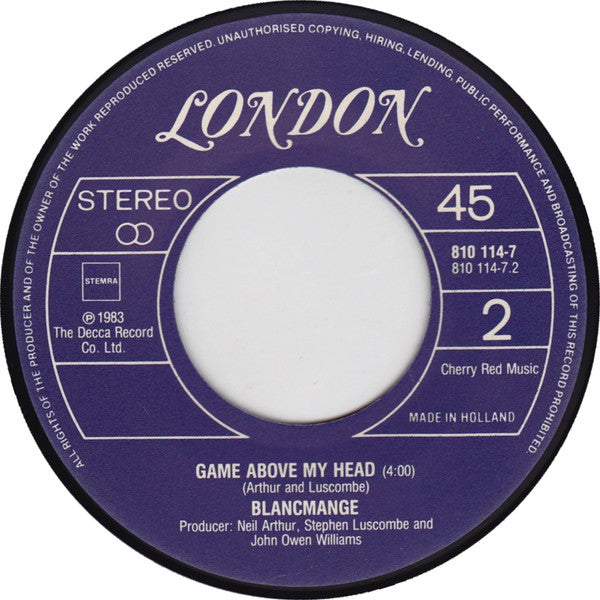 ALL RIGHTS OF THE PRODUCER AND OF THE OWNER OF THE WORK REPRODUCED RESERVED. UNAUTHORISED COPYING, HIRING, LENDING, PUBLIC PERFORMANCE AND BROADCASTING OF THIS RECORD PROHIBITED.
LONDON
STEREO
45
810 114-7
810 114-7.2
STEMRA
℗ 1983
The Decca Record
Co. Ltd.
2
Cherry Red Music
MADE IN HOLLAND
GAME ABOVE MY HEAD (4:00)
(Arthur and Luscombe)
BLANCMANGE
Producer: Neil Arthur, Stephen Luscombe and
John Owen Williams